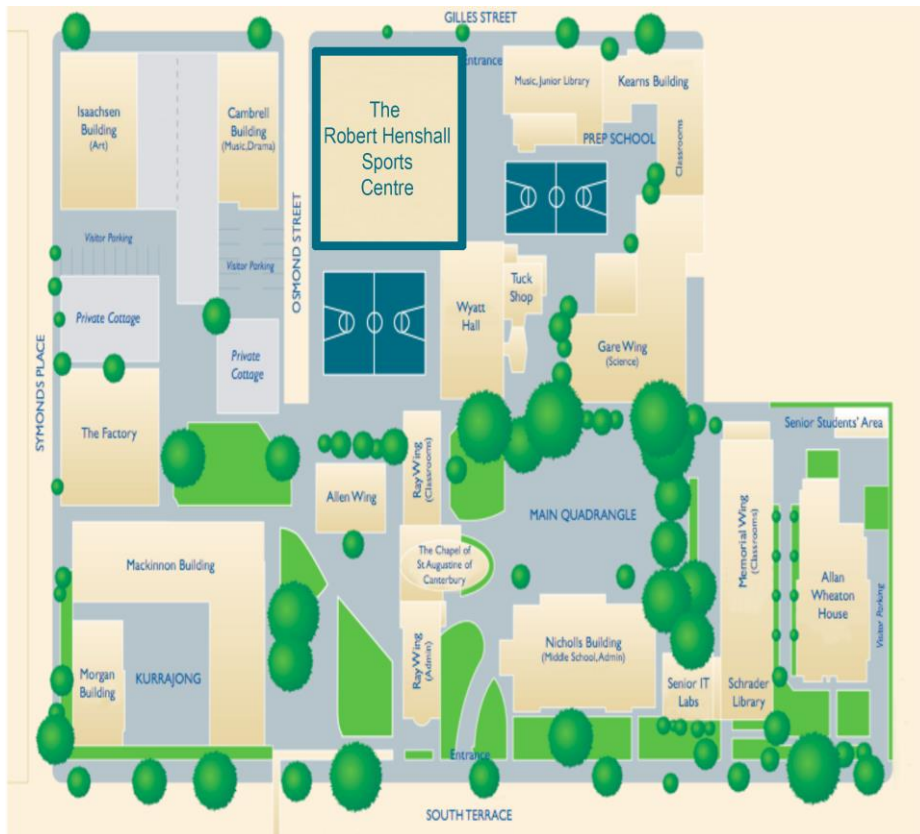 GILLES STREET
Entrance
The
Robert Henshall
Sports
Centre
Isaachsen
Building
(Art)
Cambrell
Building
(Music,Drama)
Music, Junior Library
Kearns Building
PREP SCHOOL
Classrooms
Visitor Parking
Visitor Parking
OSMOND STREET
Private Cottage
Private
Cottage
Wyatt
Hall
Tuck
Shop
Gare Wing
(Science)
SYMONDS PLACE
The Factory
Allen Wing
Ray Wing
(Classrooms)
MAIN QUADRANGLE
Senior Students' Area
Memorial Wing
(Classrooms)
Allan
Wheaton
House
Visitor Parking
Mackinnon Building
The Chapel of
St Augustine of
Canterbury
Nicholls Building
(Middle School, Admin)
Ray Wing
(Admin)
Morgan
Building
KURRAJONG
Senior IT
Labs
Schrader
Library
Entrance
SOUTH TERRACE